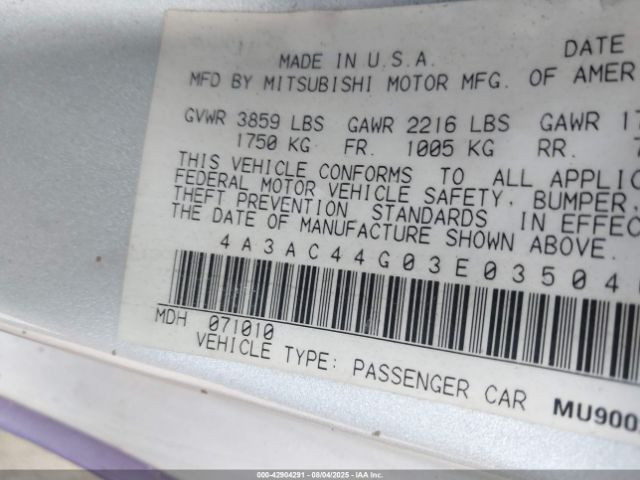 MADE IN U.S.A. DATE
MFD BY MITSUBISHI MOTOR MFG. OF AMER
GVWR 3859 LBS GAWR 2216 LBS GAWR
1750 KG FR. 1005 KG RR.
THIS VEHICLE CONFORMS TO ALL APPLIC
FEDERAL MOTOR VEHICLE SAFETY, BUMPER,
THEFT PREVENTION STANDARDS IN EFFEC
THE DATE OF MANUFACTURE SHOWN ABOVE.
4A3AC44G03E03504
MDH 071010
VEHICLE TYPE: PASSENGER CAR MU900
000-42904291 - 08/04/2025 - IAAI.com